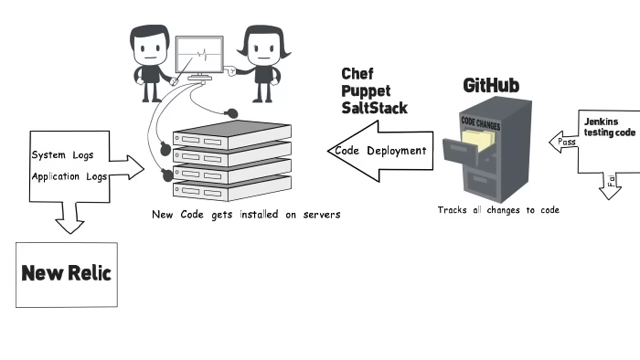 Chef
Puppet
SaltStack
GitHub
CODE CHANGES
Jenkins
testing code
Pass
Fail
System Logs
Application Logs
Code Deployment
New Code gets installed on servers
Tracks all changes to code
New Relic